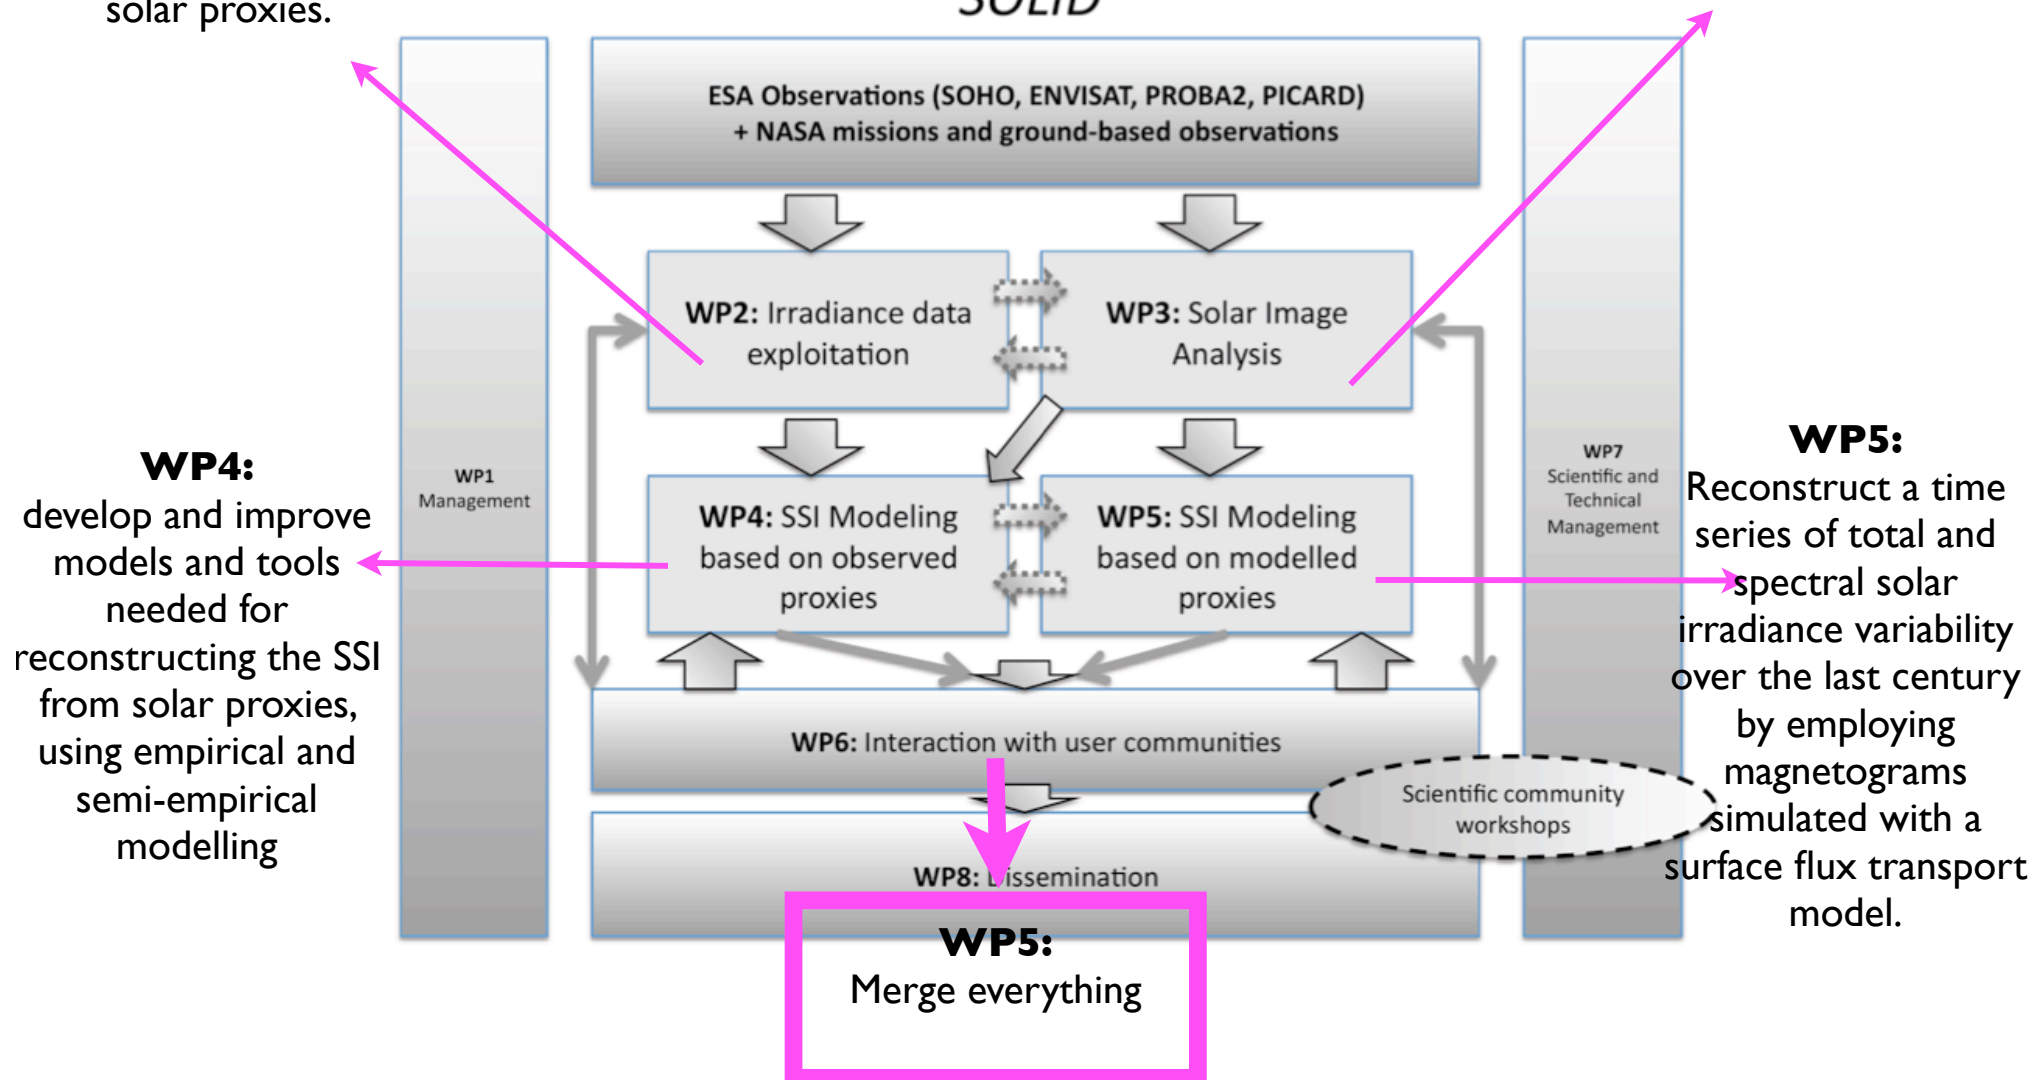 solar proxies.
SOLID
ESA Observations (SOHO, ENVISAT, PROBA2, PICARD)
+ NASA missions and ground-based observations
WP2: Irradiance data
exploitation
WP3: Solar Image
Analysis
WP4:
develop and improve
models and tools
needed for
reconstructing the SSI
from solar proxies,
using empirical and
semi-empirical
modelling
WP1
Management
WP4: SSI Modeling
based on observed
proxies
WP5: SSI Modeling
based on modelled
proxies
WP7
Scientific and
Technical
Management
WP5:
Reconstruct a time
series of total and
spectral solar
irradiance variability
over the last century
by employing
magnetograms
simulated with a
surface flux transport
model.
WP6: Interaction with user communities
Scientific community
workshops
WP8: Dissemination
WP5:
Merge everything